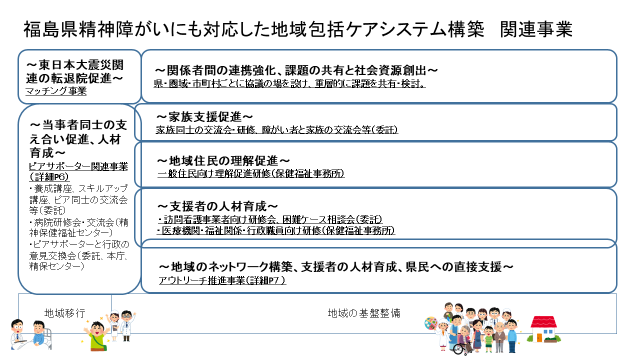 福島県精神障がいにも対応した地域包括ケアシステム構築　関連事業
～東日本大震災関
連の転退院促進～
マッチング事業
～当事者同士の支
え合い促進、人材
育成～
ピアサポーター関連事業
(詳細P6)
・養成講座、スキルアップ
講座、ピア同士の交流会
等(委託)
・病院研修会・交流会(精
神保健福祉センター)
・ピアサポーターと行政の
意見交換会(委託、本庁、
精保センター)
～関係者間の連携強化、課題の共有と社会資源創出～
県・圏域・市町村ごとに協議の場を設け、重層的に課題を共有・検討。
～家族支援促進～
家族同士の交流会・研修、障がい者と家族の交流会等(委託)
～地域住民の理解促進～
一般住民向け理解促進研修(保健福祉事務所)
～支援者の人材育成～
・訪問看護事業者向け研修会、困難ケース相談会(委託)
・医療機関・福祉関係・行政職員向け研修(保健福祉事務所)
～地域のネットワーク構築、支援者の人材育成、県民への直接支援～
アウトリーチ推進事業(詳細P7)
地域移行
地域の基盤整備